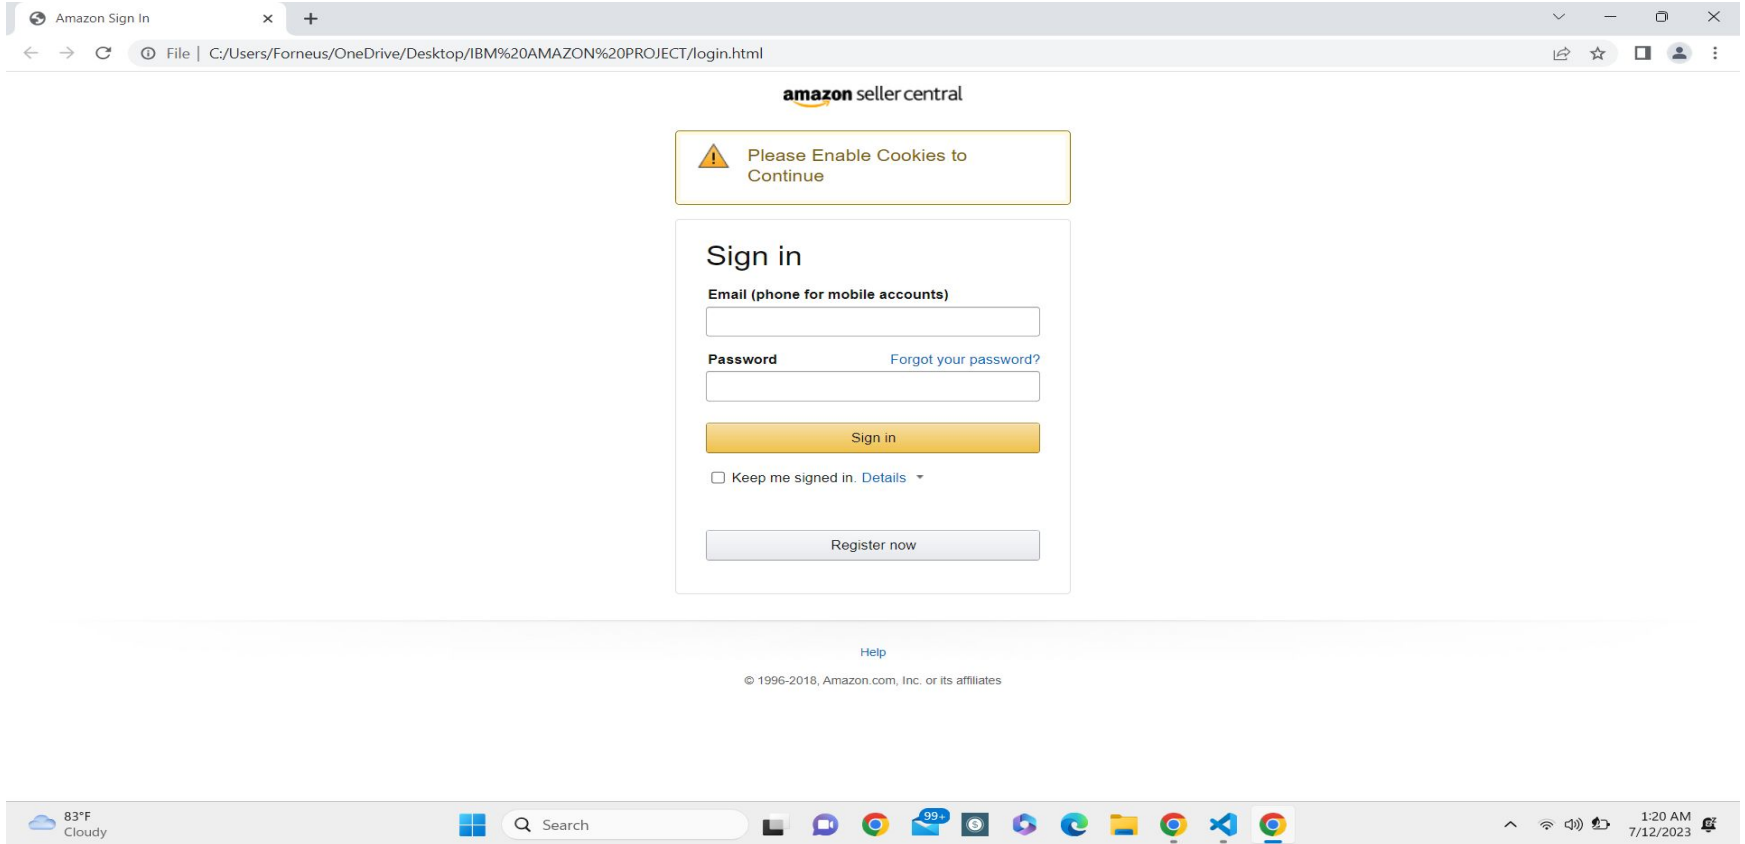 Amazon Sign In
File | C:/Users/Forneus/OneDrive/Desktop/IBM%20AMAZON%20PROJECT/login.html
amazon seller central
Please Enable Cookies to
Continue
Sign in
Email (phone for mobile accounts)
Password Forgot your password?
Sign in
Keep me signed in. Details
Register now
Help
© 1996-2018, Amazon.com, Inc. or its affiliates
83°F
Cloudy
Search
99+
1:20 AM
7/12/2023